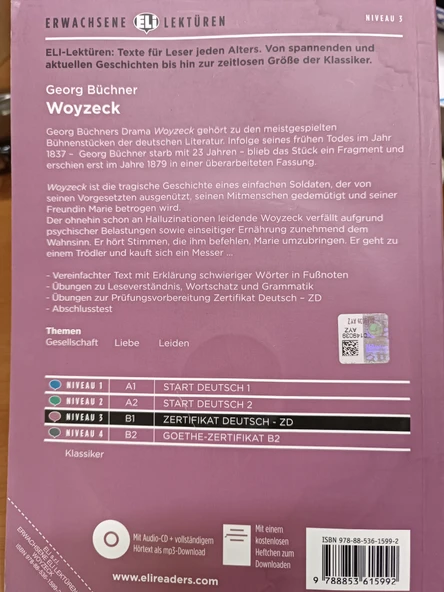 ERWACHSENE ELI LEKTÜREN NIVEAU 3
ELI-Lektüren: Texte für Leser jeden Alters. Von spannenden und
aktuellen Geschichten bis hin zur zeitlosen Größe der Klassiker.
Georg Büchner
Woyzeck
Georg Büchners Drama Woyzeck gehört zu den meistgespielten
Bühnenstücken der deutschen Literatur. Infolge seines frühen Todes im Jahr
1837 – Georg Büchner starb mit 23 Jahren – blieb das Stück ein Fragment und
erschien erst im Jahre 1879 in einer überarbeiteten Fassung.
Woyzeck ist die tragische Geschichte eines einfachen Soldaten, der von
seinen Vorgesetzten ausgenützt, seinen Mitmenschen gedemütigt und seiner
Freundin Marie betrogen wird.
Der ohnehin schon an Halluzinationen leidende Woyzeck verfällt aufgrund
psychischer Belastungen sowie einseitiger Ernährung zunehmend dem
Wahnsinn. Er hört Stimmen, die ihm befehlen, Marie umzubringen. Er geht zu
einem Trödler und kauft sich ein Messer ...
- Vereinfachter Text mit Erklärung schwieriger Wörter in Fußnoten
- Übungen zu Leseverständnis, Wortschatz und Grammatik
- Übungen zur Prüfungsvorbereitung Zertifikat Deutsch – ZD
- Abschlusstest
Themen
Gesellschaft Liebe Leiden
NIVEAU 1 A1 START DEUTSCH 1
NIVEAU 2 A2 START DEUTSCH 2
NIVEAU 3 B1 ZERTIFIKAT DEUTSCH - ZD
NIVEAU 4 B2 GOETHE-ZERTIFIKAT B2
Klassiker
ELi s.r.l.
ERWACHSENE ELI LEKTÜREN
Mit Audio-CD + vollständigem
Hörtext als mp3-Download
Mit einem
kostenlosen
Heftchen zum
Downloaden
www.elireaders.com
ISBN 978-88-536-1599-2
9 788853 615992